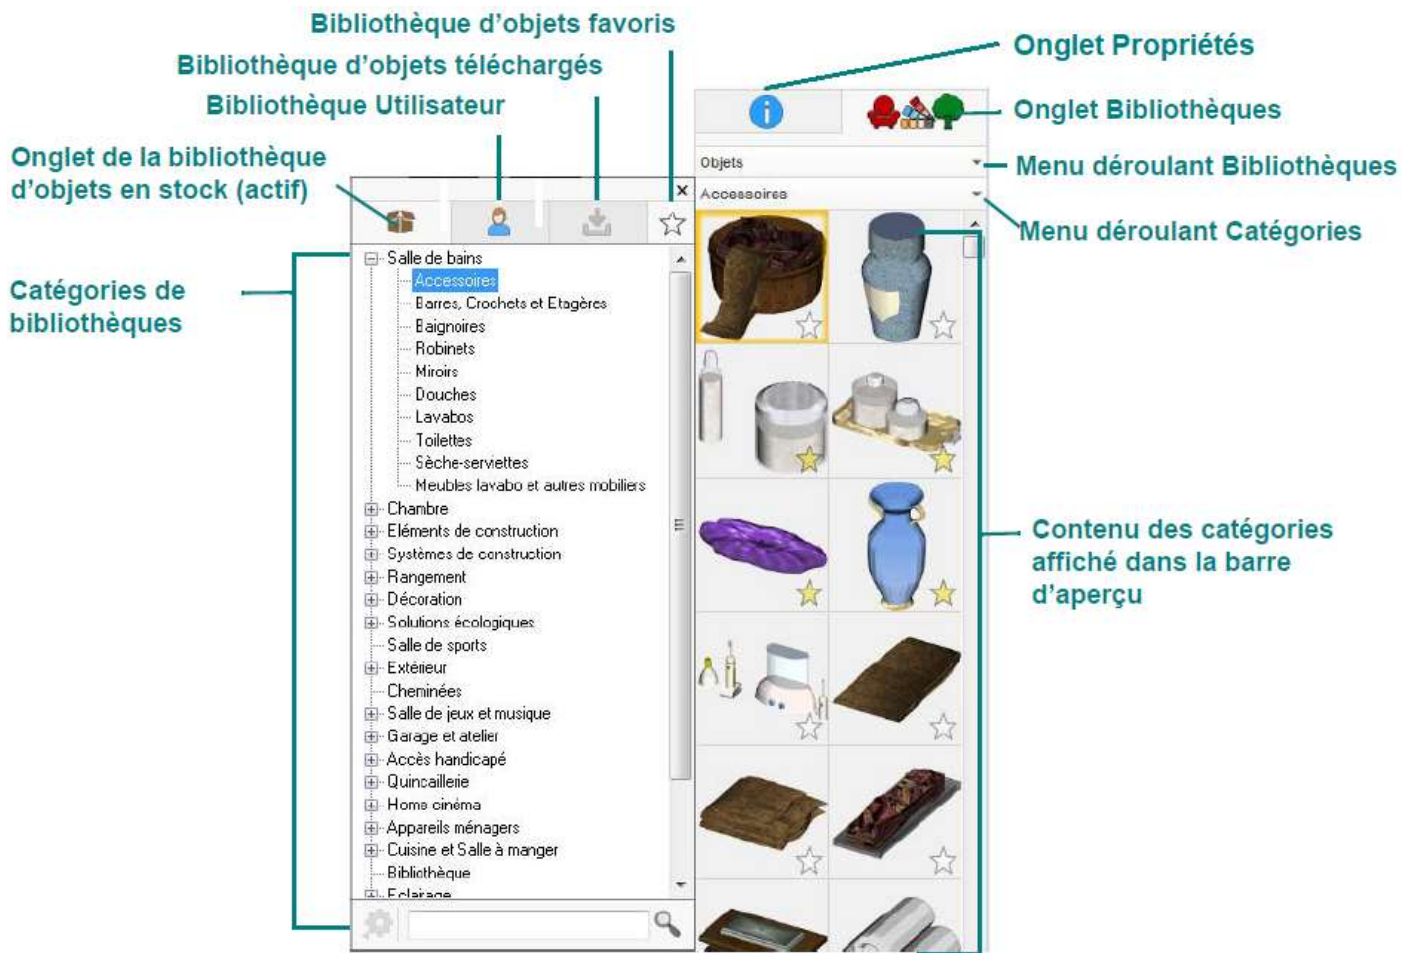 Bibliothèque d'objets favoris
Bibliothèque d'objets téléchargés
Bibliothèque Utilisateur
Onglet de la bibliothèque
d'objets en stock (actif)
Catégories de
bibliothèques
Salle de bains
Accessoires
Barres, Crochets et Etagères
Baignoires
Robinets
Miroirs
Douches
Lavabos
Toilettes
Sèche-serviettes
Meubles lavabo et autres mobiliers
Chambre
Eléments de construction
Systèmes de construction
Rangement
Décoration
Solutions écologiques
Salle de sports
Extérieur
Cheminées
Salle de jeux et musique
Garage et atelier
Accès handicapé
Quincaillerie
Home cinéma
Appareils ménagers
Cuisine et Salle à manger
Bibliothèque
Eclairage
Objets
Accessoires
Onglet Propriétés
Onglet Bibliothèques
Menu déroulant Bibliothèques
Menu déroulant Catégories
Contenu des catégories
affiché dans la barre
d'aperçu